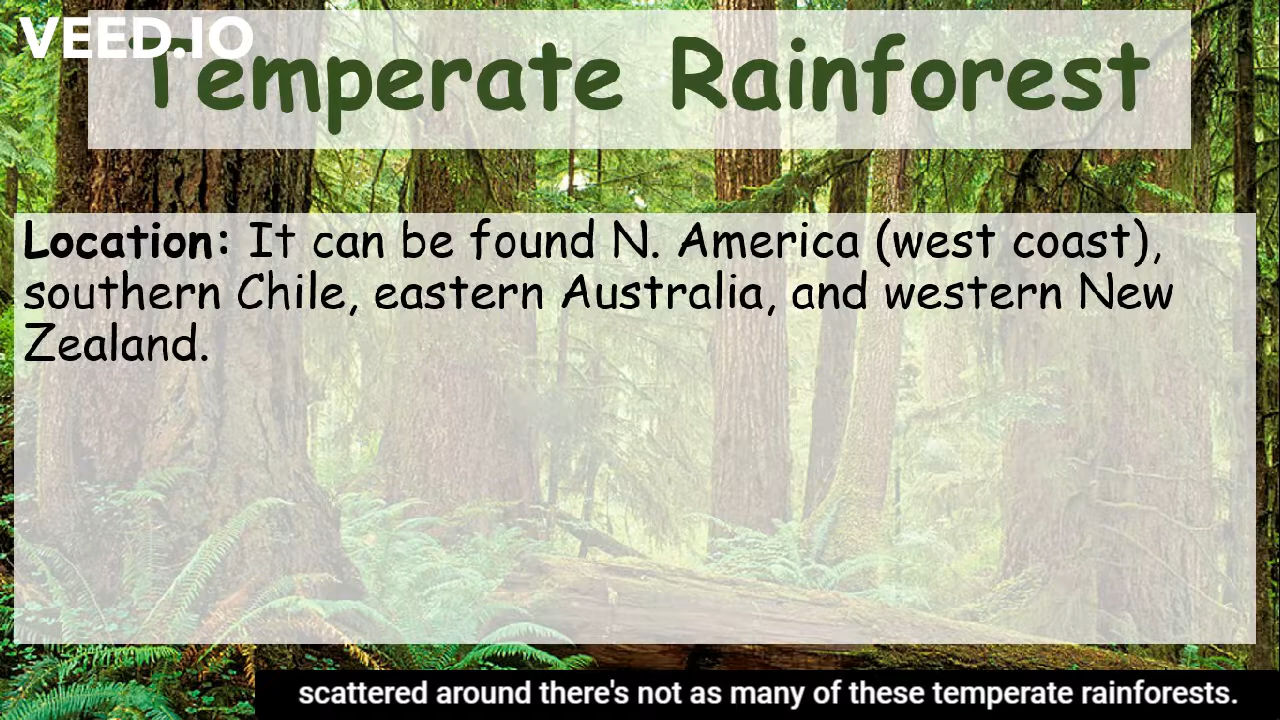 VEED.IO
Temperate Rainforest
Location: It can be found N. America (west coast),
southern Chile, eastern Australia, and western New
Zealand.
scattered around there's not as many of these temperate rainforests.